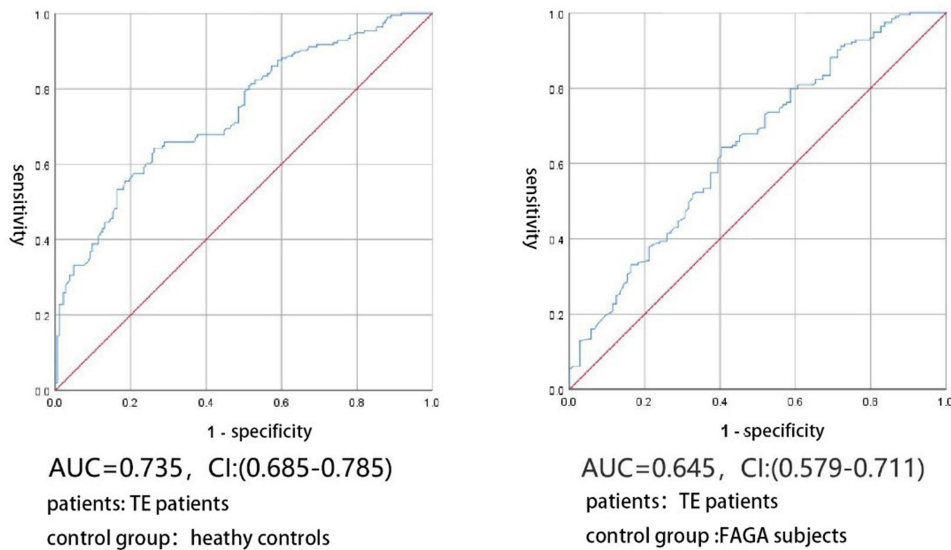 1.0
0.8
0.6
0.4
0.2
0.0
sensitivity
0.0 0.2 0.4 0.6 0.8 1.0
1 - specificity
AUC=0.735, CI:(0.685-0.785)
patients: TE patients
control group: heathy controls
1.0
0.8
0.6
0.4
0.2
0.0
sensitivity
0.0 0.2 0.4 0.6 0.8 1.0
1 - specificity
AUC=0.645, CI:(0.579-0.711)
patients: TE patients
control group :FAGA subjects